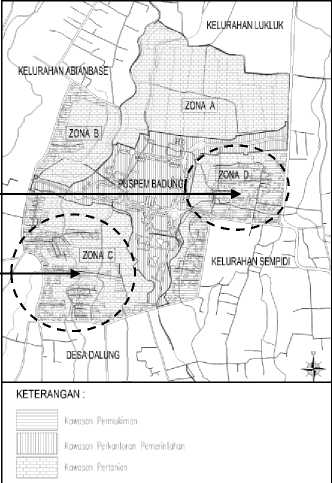 KELURAHAN LUKLUK
KELURAHAN ABIANBASE
ZONA A
ZONA B
ZONA D
PUSPEM BADUNG
ZONA C
KELURAHAN SEMPIDI
DESA DALUNG
KETERANGAN :
Kawasan Permukiman
Kawasan Perkantoran Pemerintahan
Kawasan Pertanian